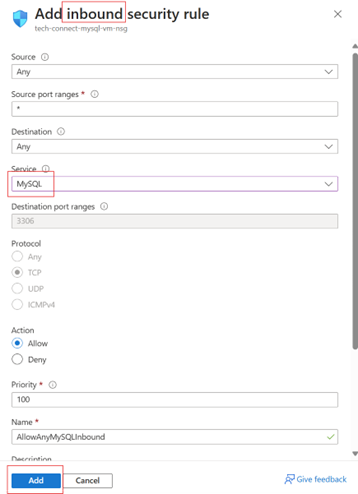 Add inbound security rule
tech-connect-mysql-vm-nsg
Source
Any
Source port ranges *
*
Destination
Any
Service
MySQL
Destination port ranges
3306
Protocol
Any
TCP
UDP
ICMPv4
Action
Allow
Deny
Priority *
100
Name *
AllowAnyMySQLInbound
Description
Add
Cancel
Give feedback